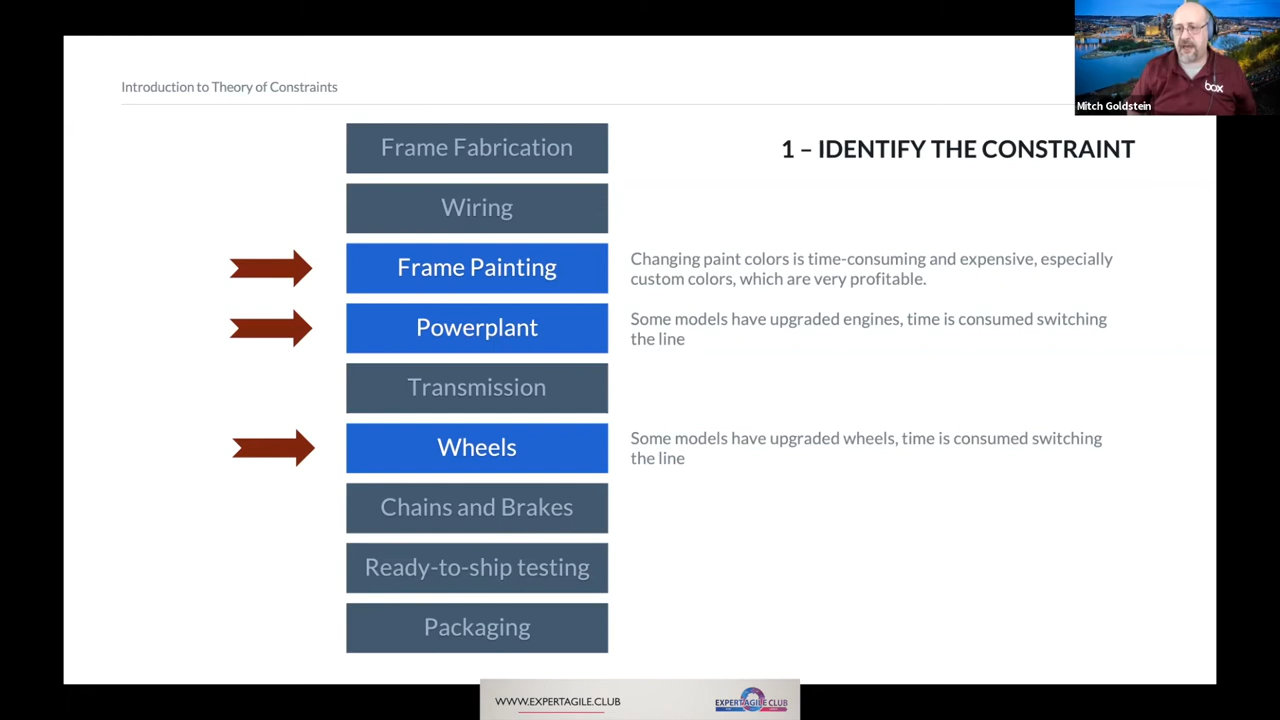 Introduction to Theory of Constraints
box
Mitch Goldstein
1 – IDENTIFY THE CONSTRAINT
Frame Fabrication
Wiring
Frame Painting
Changing paint colors is time-consuming and expensive, especially
custom colors, which are very profitable.
Powerplant
Some models have upgraded engines, time is consumed switching
the line
Transmission
Wheels
Some models have upgraded wheels, time is consumed switching
the line
Chains and Brakes
Ready-to-ship testing
Packaging
WWW.EXPERTAGILE.CLUB
EXPERTAGILE.CLUB